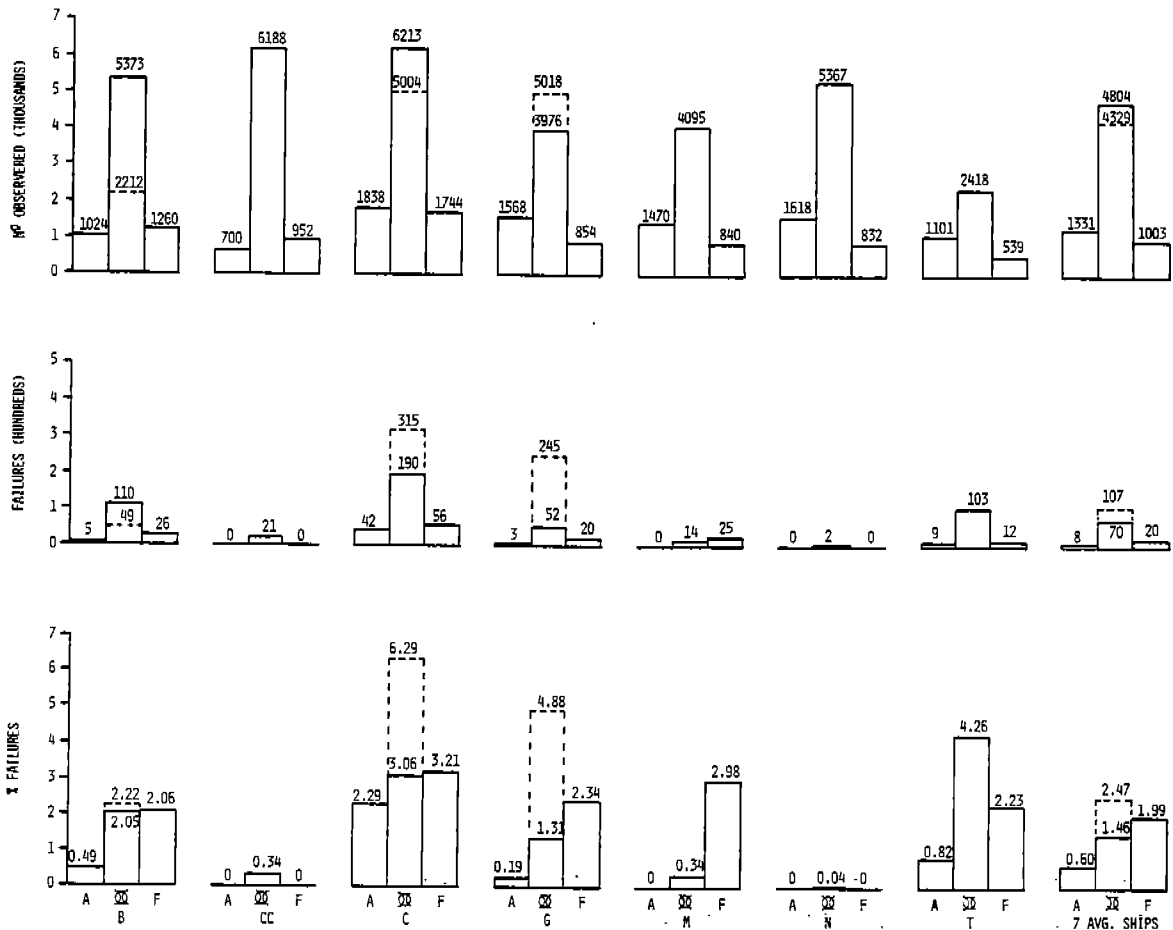 Nº OBSERVERED (THOUSANDS)
7
6
5
4
3
2
1
0
1024 5373 2212 1260
700 6188 952
1838 6213 5004 1744
1568 5018 3976 854
1470 4095 840
1618 5367 832
1101 2418 539
1331 4804 4329 1003
FAILURES (HUNDREDS)
5
4
3
2
1
0
5 110 49 26
0 21 0
42 315 190 56
3 245 52 20
0 14 25
0 2 0
9 103 12
8 107 70 20
% FAILURES
7
6
5
4
3
2
1
0
0.49 2.22 2.05 2.06
0 0.34 0
2.29 6.29 3.06 3.21
0.19 4.88 1.31 2.34
0 0.34 2.98
0 0.04 0
0.82 4.26 2.23
0.60 2.47 1.46 1.99
A F A F A F A F A F A F A F A F
B CC C G M N T 7 AVG. SHIPS